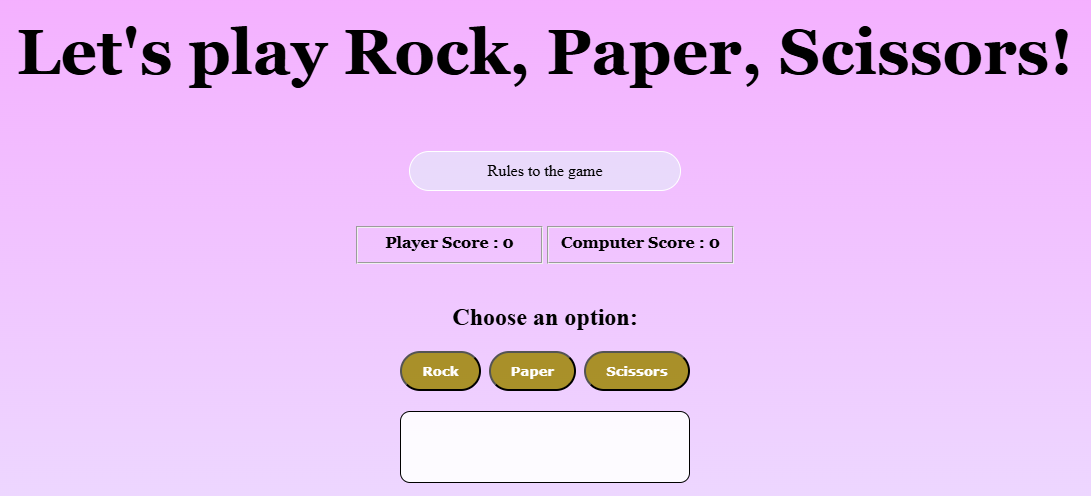 Let's play Rock, Paper, Scissors!
Rules to the game
Player Score : 0 Computer Score : 0
Choose an option:
Rock Paper Scissors